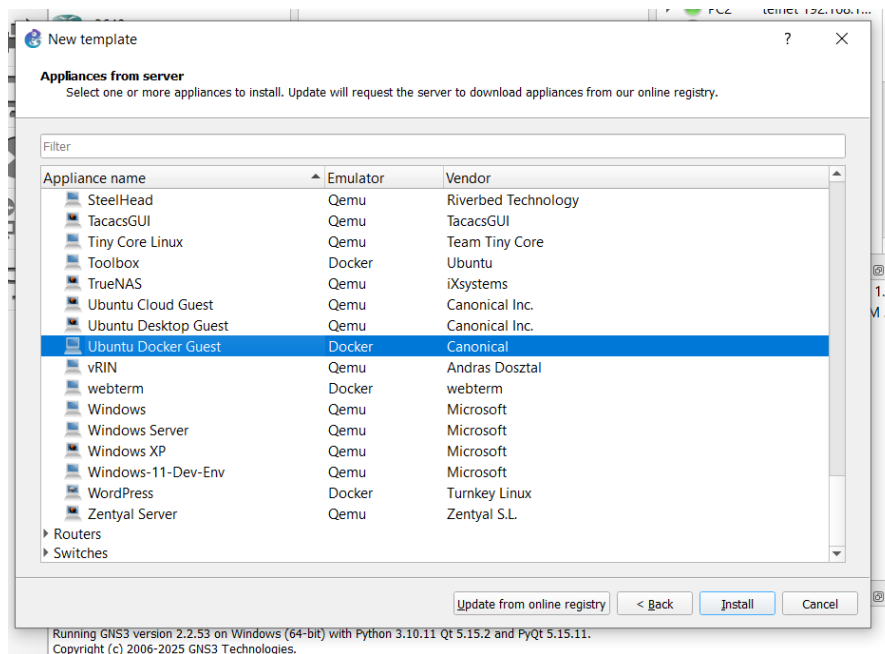 PC2 telnet 192.168.1...
New template ?
Appliances from server
Select one or more appliances to install. Update will request the server to download appliances from our online registry.
Filter
Appliance name Emulator Vendor
SteelHead Qemu Riverbed Technology
TacacsGUI Qemu TacacsGUI
Tiny Core Linux Qemu Team Tiny Core
Toolbox Docker Ubuntu
TrueNAS Qemu iXsystems
Ubuntu Cloud Guest Qemu Canonical Inc.
Ubuntu Desktop Guest Qemu Canonical Inc.
Ubuntu Docker Guest Docker Canonical
vRIN Qemu Andras Dosztal
webterm Docker webterm
Windows Qemu Microsoft
Windows Server Qemu Microsoft
Windows XP Qemu Microsoft
Windows-11-Dev-Env Qemu Microsoft
WordPress Docker Turnkey Linux
Zentyal Server Qemu Zentyal S.L.
Routers
Switches
Update from online registry < Back Install Cancel
Running GNS3 version 2.2.53 on Windows (64-bit) with Python 3.10.11 Qt 5.15.2 and PyQt 5.15.11.
Copyright (c) 2006-2025 GNS3 Technologies.